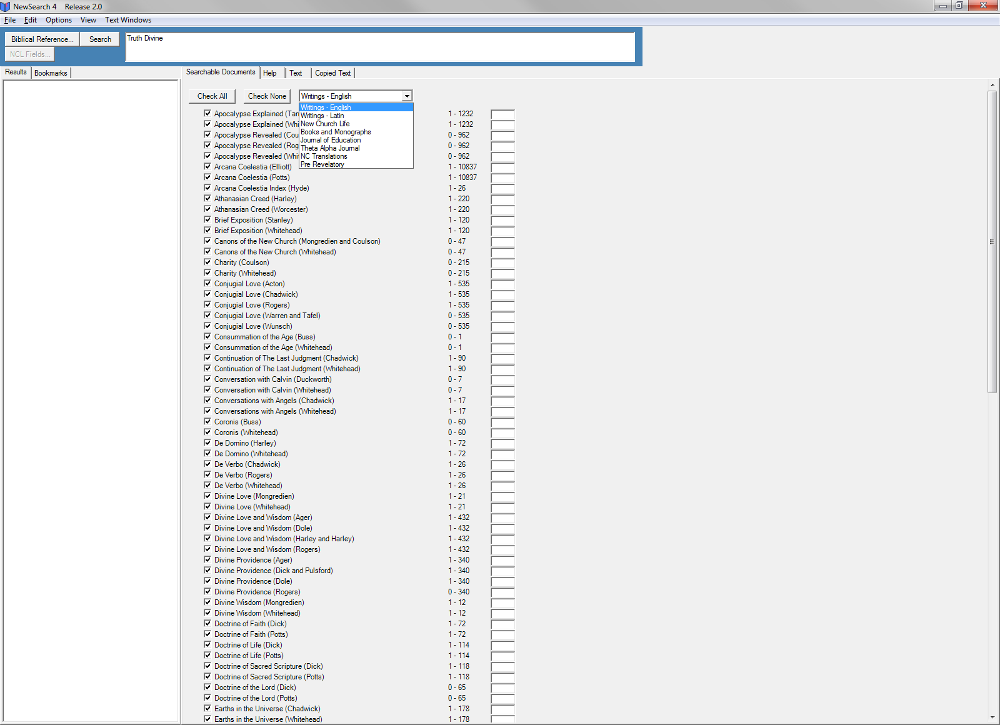 NewSearch 4 Release 2.0
File Edit Options View Text Windows
Biblical Reference... Search Truth Divine
NCL Fields...
Results Bookmarks Searchable Documents Help Text Copied Text
Check All Check None Writings - English
Writings - English
Writings - Latin
New Church Life
Books and Monographs
Journal of Education
Theta Alpha Journal
NC Translations
Pre Revelatory
Apocalypse Explained (Tan 1 - 1232
Apocalypse Explained (Whi 1 - 1232
Apocalypse Revealed (Cou 0 - 962
Apocalypse Revealed (Rog 0 - 962
Apocalypse Revealed (Whi 0 - 962
Arcana Coelestia (Elliott) 1 - 10837
Arcana Coelestia (Potts) 1 - 10837
Arcana Coelestia Index (Hyde) 1 - 26
Athanasian Creed (Harley) 1 - 220
Athanasian Creed (Worcester) 1 - 220
Brief Exposition (Stanley) 1 - 120
Brief Exposition (Whitehead) 1 - 120
Canons of the New Church (Mongredien and Coulson) 0 - 47
Canons of the New Church (Whitehead) 0 - 47
Charity (Coulson) 0 - 215
Charity (Whitehead) 0 - 215
Conjugial Love (Acton) 1 - 535
Conjugial Love (Chadwick) 1 - 535
Conjugial Love (Rogers) 1 - 535
Conjugial Love (Warren and Tafel) 0 - 535
Conjugial Love (Wunsch) 0 - 535
Consummation of the Age (Buss) 0 - 1
Consummation of the Age (Whitehead) 0 - 1
Continuation of The Last Judgment (Chadwick) 1 - 90
Continuation of The Last Judgment (Whitehead) 1 - 90
Conversation with Calvin (Duckworth) 0 - 7
Conversation with Calvin (Whitehead) 0 - 7
Conversations with Angels (Chadwick) 1 - 17
Conversations with Angels (Whitehead) 1 - 17
Coronis (Buss) 0 - 60
Coronis (Whitehead) 0 - 60
De Domino (Harley) 1 - 72
De Domino (Whitehead) 1 - 72
De Verbo (Chadwick) 1 - 26
De Verbo (Rogers) 1 - 26
De Verbo (Whitehead) 1 - 26
Divine Love (Mongredien) 1 - 21
Divine Love (Whitehead) 1 - 21
Divine Love and Wisdom (Ager) 1 - 432
Divine Love and Wisdom (Dole) 1 - 432
Divine Love and Wisdom (Harley and Harley) 1 - 432
Divine Love and Wisdom (Rogers) 1 - 432
Divine Providence (Ager) 1 - 340
Divine Providence (Dick and Pulsford) 1 - 340
Divine Providence (Dole) 1 - 340
Divine Providence (Rogers) 0 - 340
Divine Wisdom (Mongredien) 1 - 12
Divine Wisdom (Whitehead) 1 - 12
Doctrine of Faith (Dick) 1 - 72
Doctrine of Faith (Potts) 1 - 72
Doctrine of Life (Dick) 1 - 114
Doctrine of Life (Potts) 1 - 114
Doctrine of Sacred Scripture (Dick) 1 - 118
Doctrine of Sacred Scripture (Potts) 1 - 118
Doctrine of the Lord (Dick) 0 - 65
Doctrine of the Lord (Potts) 0 - 65
Earths in the Universe (Chadwick) 1 - 178
Earths in the Universe (Whitehead) 1 - 178